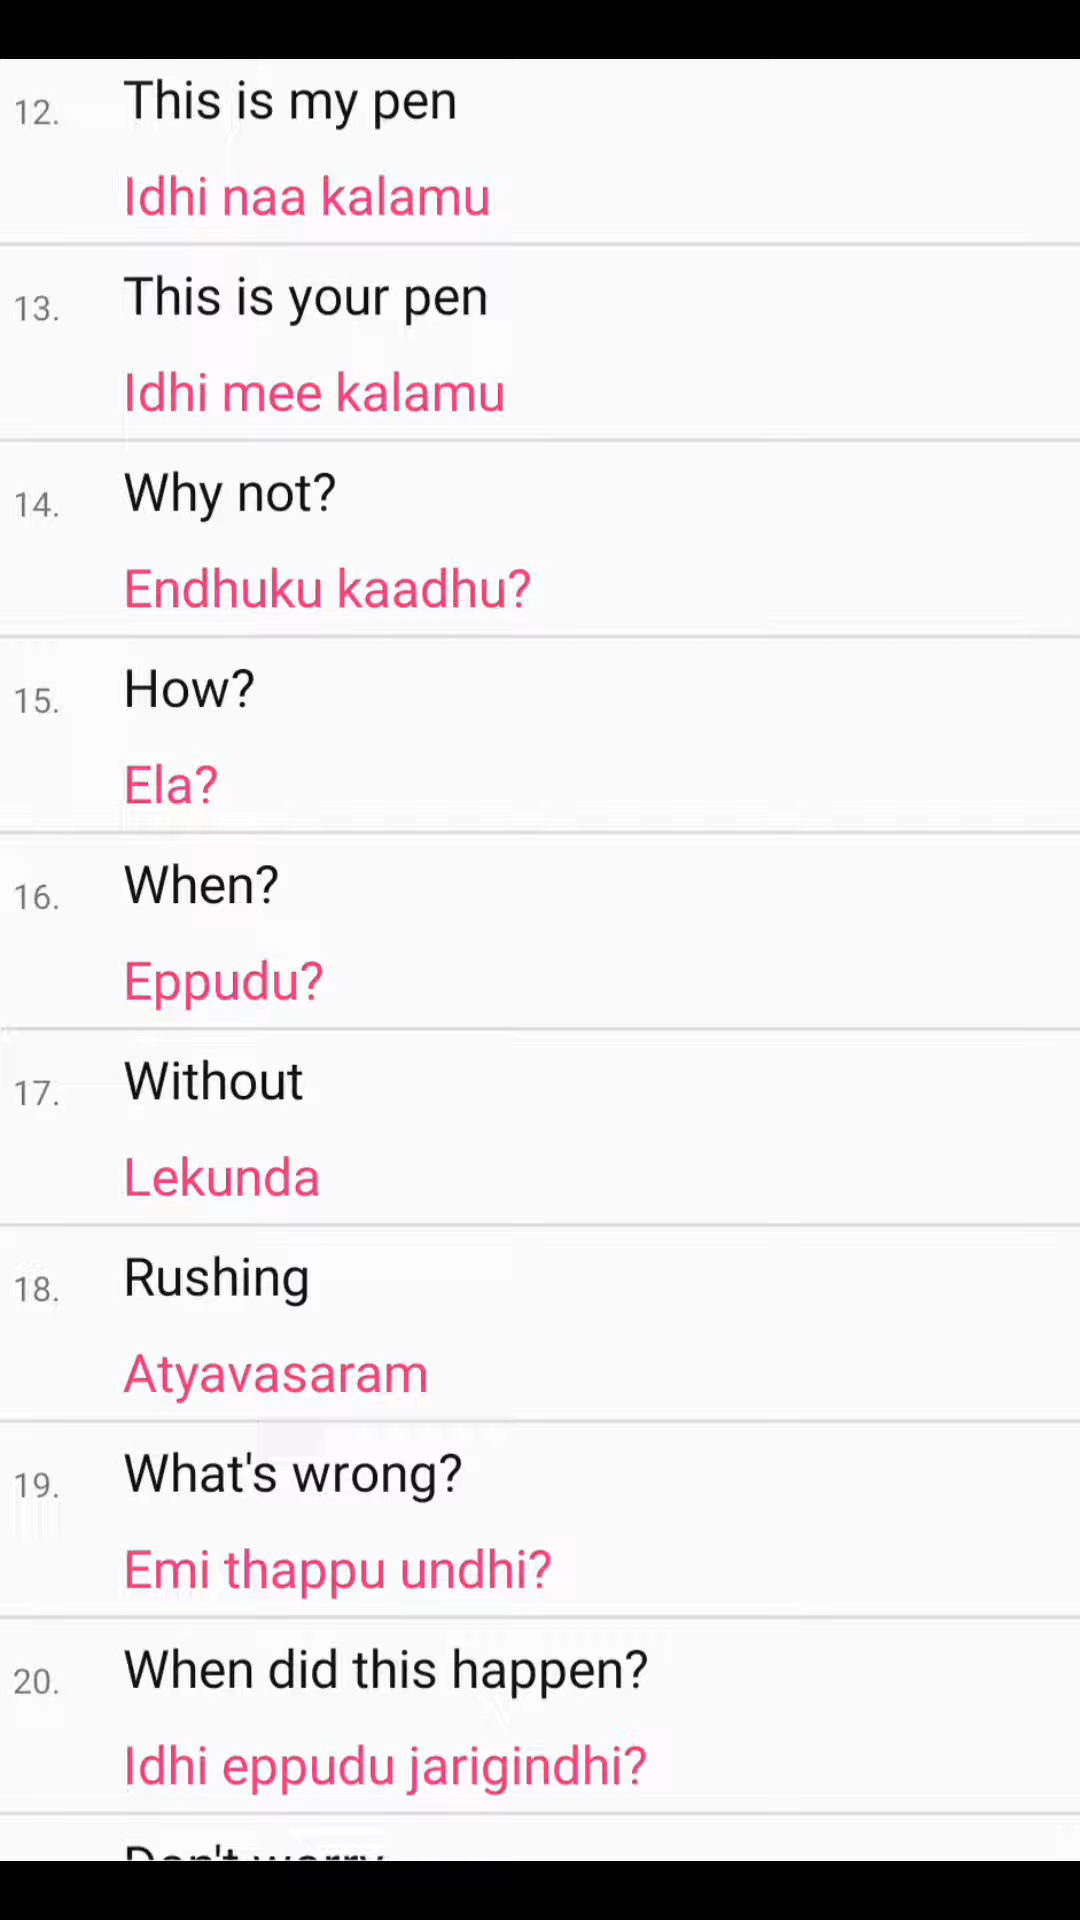 12. This is my pen
Idhi naa kalamu
13. This is your pen
Idhi mee kalamu
14. Why not?
Endhuku kaadhu?
15. How?
Ela?
16. When?
Eppudu?
17. Without
Lekunda
18. Rushing
Atyavasaram
19. What's wrong?
Emi thappu undhi?
20. When did this happen?
Idhi eppudu jarigindhi?
Don't worry